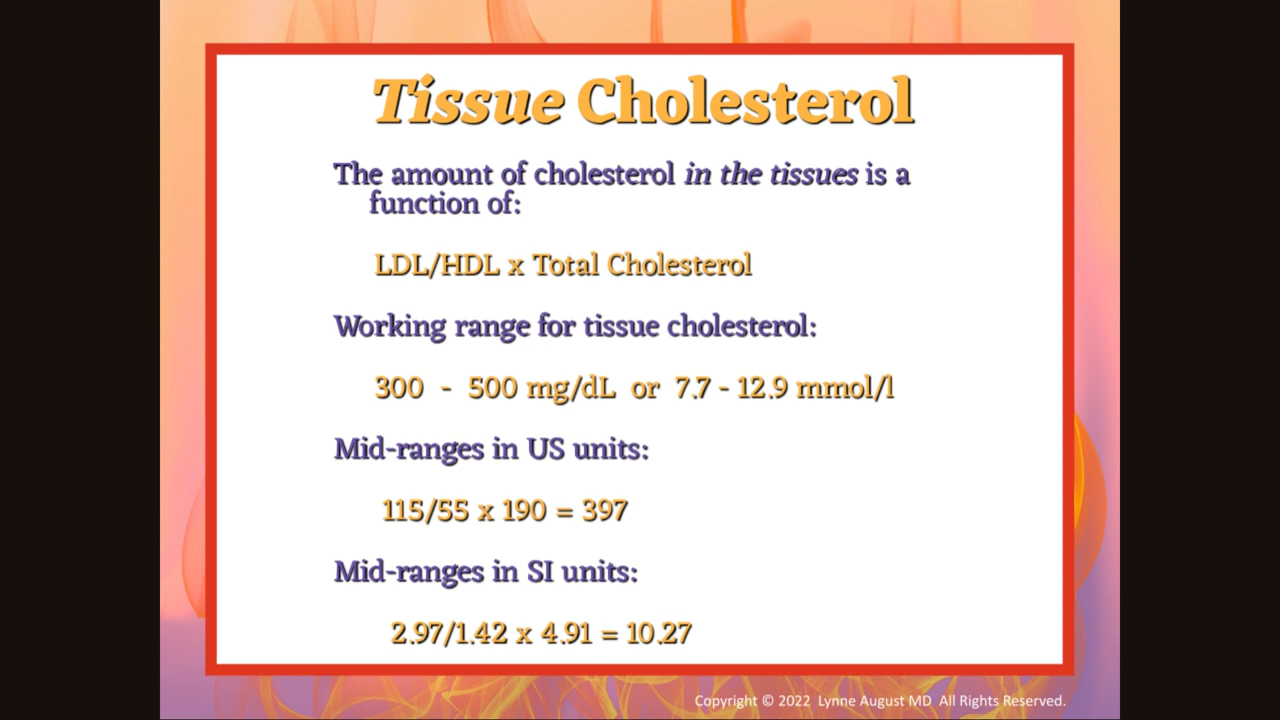 Tissue Cholesterol
The amount of cholesterol in the tissues is a
function of:
LDL/HDL x Total Cholesterol
Working range for tissue cholesterol:
300 - 500 mg/dL or 7.7 - 12.9 mmol/l
Mid-ranges in US units:
115/55 x 190 = 397
Mid-ranges in SI units:
2.97/1.42 x 4.91 = 10.27
Copyright © 2022 Lynne August MD All Rights Reserved.